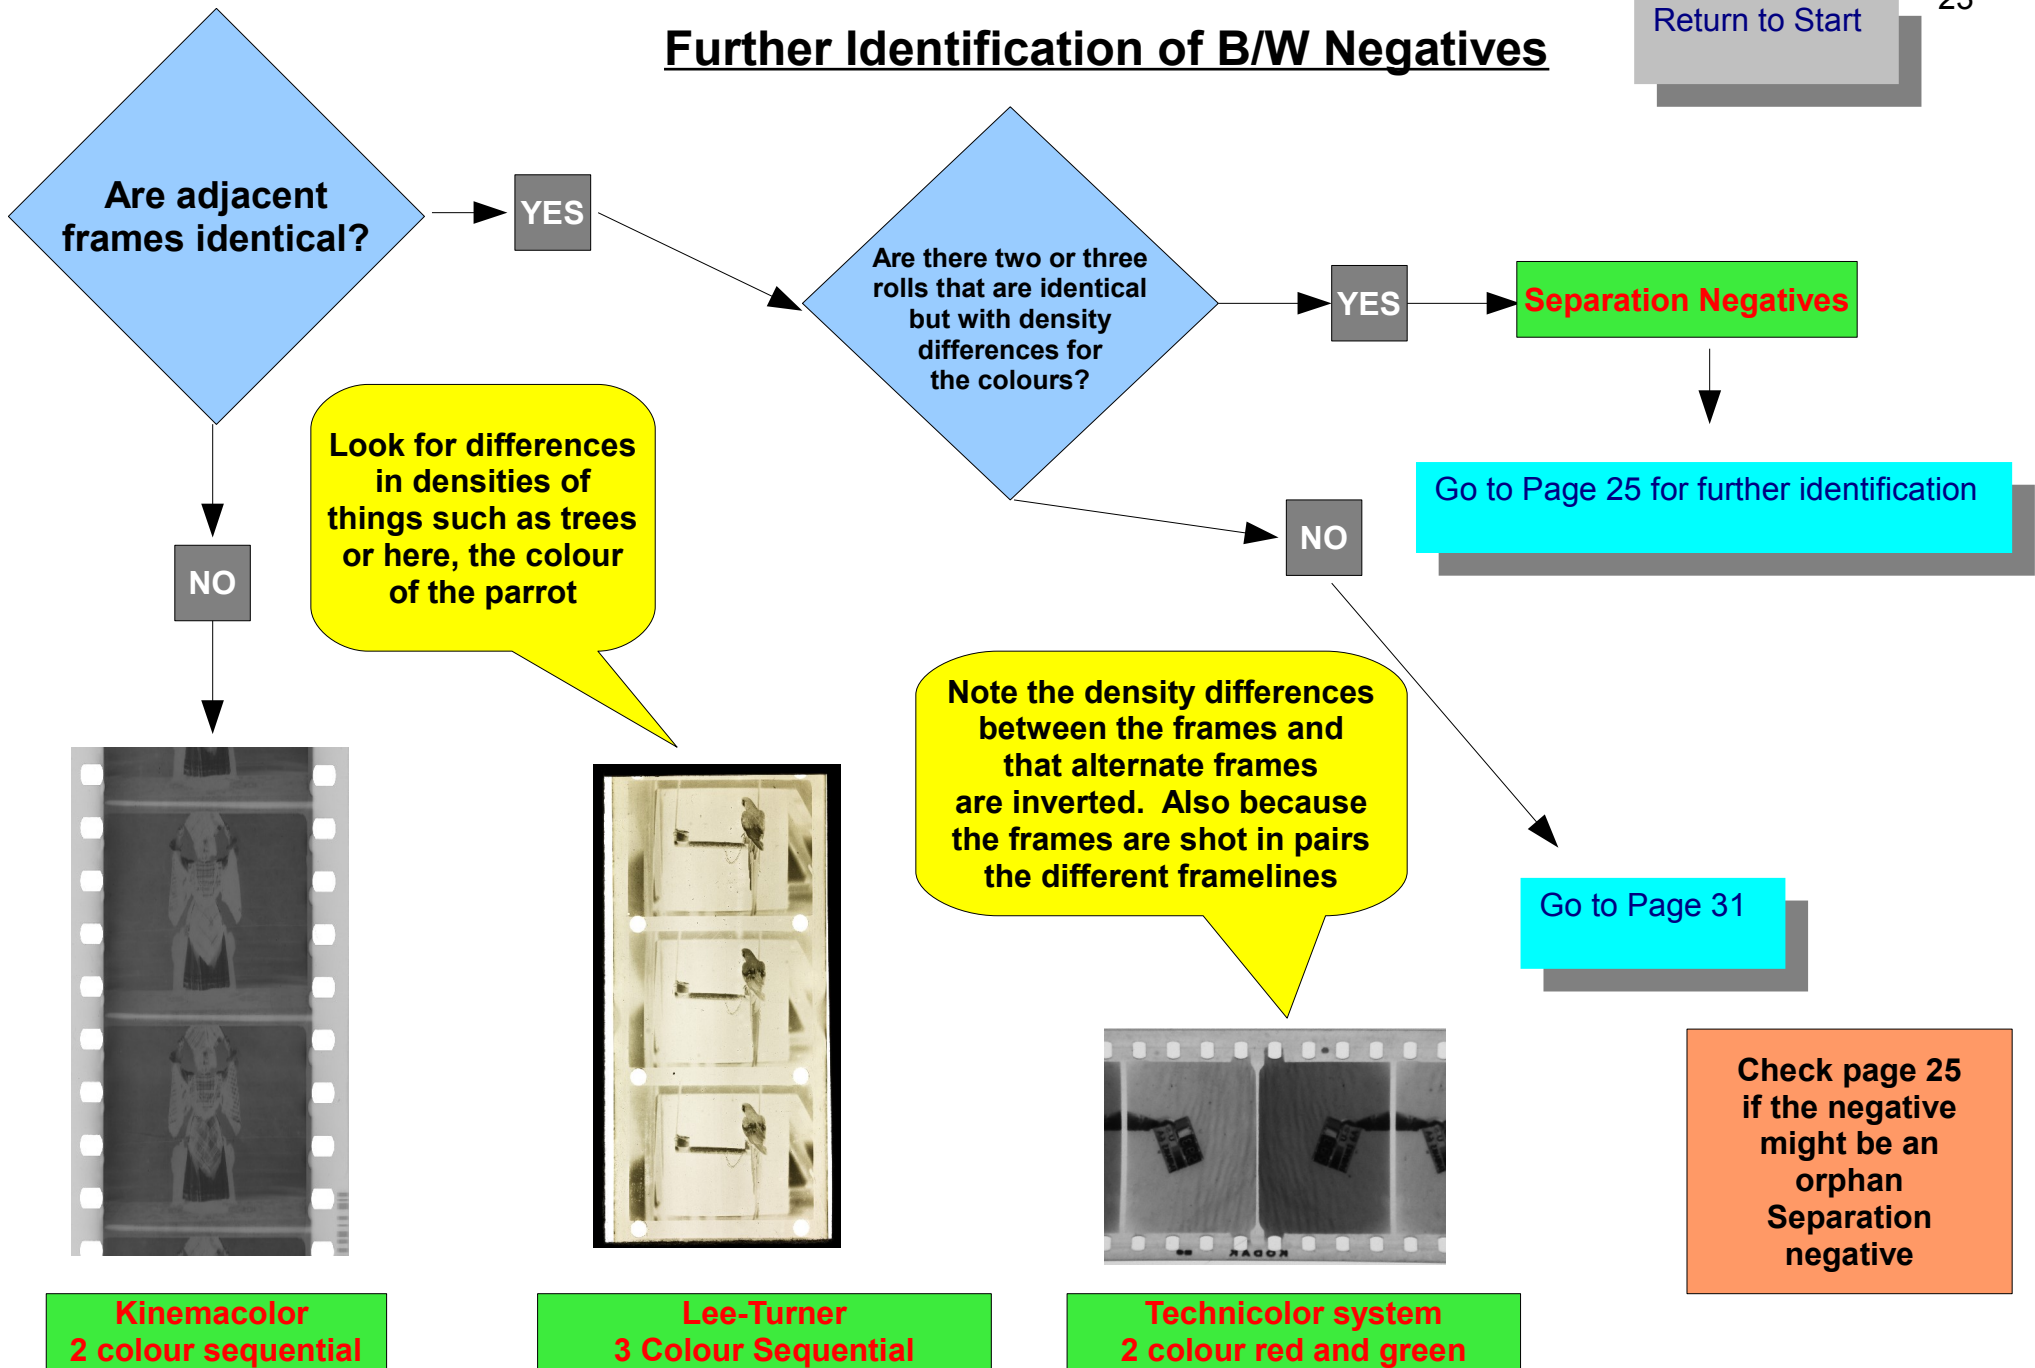 25
Return to Start
Further Identification of B/W Negatives
Are adjacent
frames identical?
YES
Are there two or three
rolls that are identical
but with density
differences for
the colours?
YES
Separation Negatives
Go to Page 25 for further identification
Look for differences
in densities of
things such as trees
or here, the colour
of the parrot
NO
NO
Note the density differences
between the frames and
that alternate frames
are inverted.  Also because
the frames are shot in pairs
the different framelines
Go to Page 31
Check page 25
if the negative
might be an
orphan
Separation
negative
KODAK
Kinemacolor
2 colour sequential
Lee-Turner
3 Colour Sequential
Technicolor system
2 colour red and green